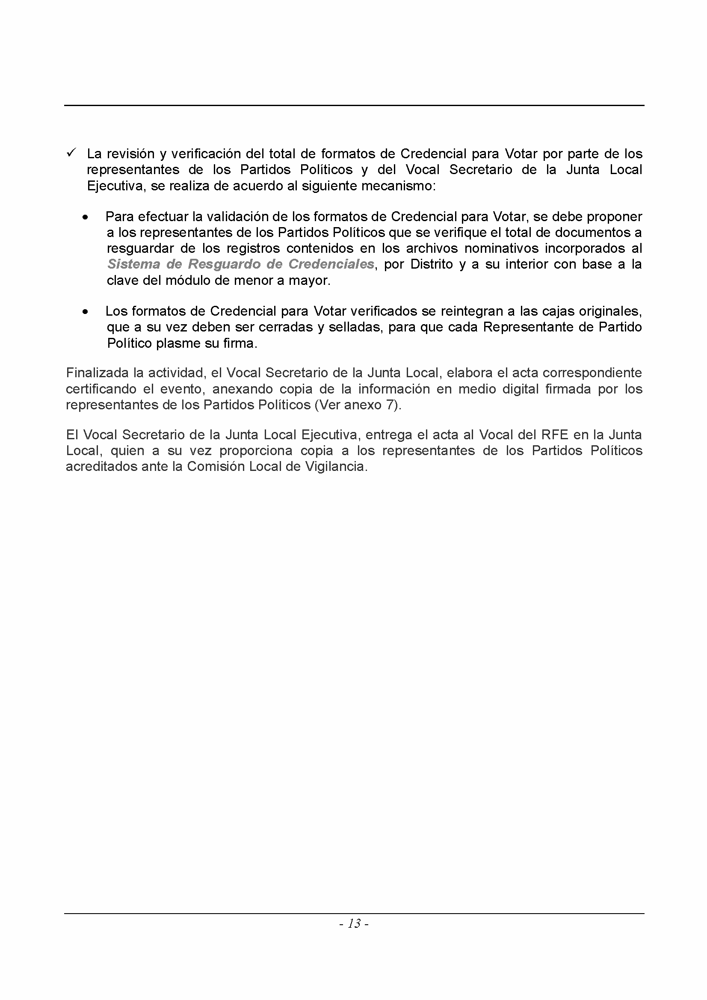 ✓ La revisión y verificación del total de formatos de Credencial para Votar por parte de los
representantes de los Partidos Políticos y del Vocal Secretario de la Junta Local
Ejecutiva, se realiza de acuerdo al siguiente mecanismo:
• Para efectuar la validación de los formatos de Credencial para Votar, se debe proponer
a los representantes de los Partidos Políticos que se verifique el total de documentos a
resguardar de los registros contenidos en los archivos nominativos incorporados al
Sistema de Resguardo de Credenciales, por Distrito y a su interior con base a la
clave del módulo de menor a mayor.
• Los formatos de Credencial para Votar verificados se reintegran a las cajas originales,
que a su vez deben ser cerradas y selladas, para que cada Representante de Partido
Político plasme su firma.
Finalizada la actividad, el Vocal Secretario de la Junta Local, elabora el acta correspondiente
certificando el evento, anexando copia de la información en medio digital firmada por los
representantes de los Partidos Políticos (Ver anexo 7).
El Vocal Secretario de la Junta Local Ejecutiva, entrega el acta al Vocal del RFE en la Junta
Local, quien a su vez proporciona copia a los representantes de los Partidos Políticos
acreditados ante la Comisión Local de Vigilancia.
- 13 -